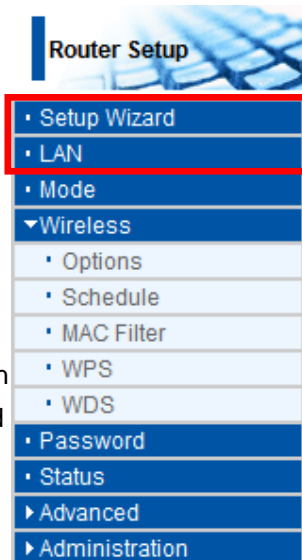 Router Setup
Setup Wizard
LAN
Mode
Wireless
Options
Schedule
MAC Filter
WPS
WDS
Password
Status
Advanced
Administration